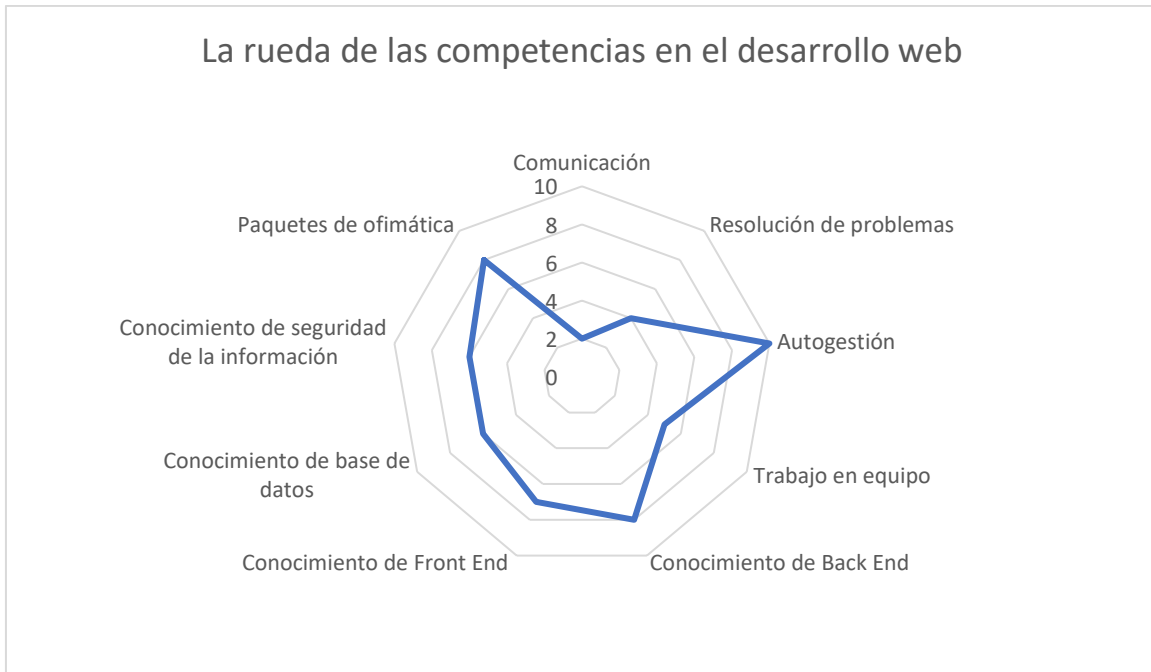 La rueda de las competencias en el desarrollo web
Comunicación
10
Paquetes de ofimática
8
Resolución de problemas
6
4
Conocimiento de seguridad
de la información
2
Autogestión
0
Conocimiento de base de
datos
Trabajo en equipo
Conocimiento de Front End
Conocimiento de Back End